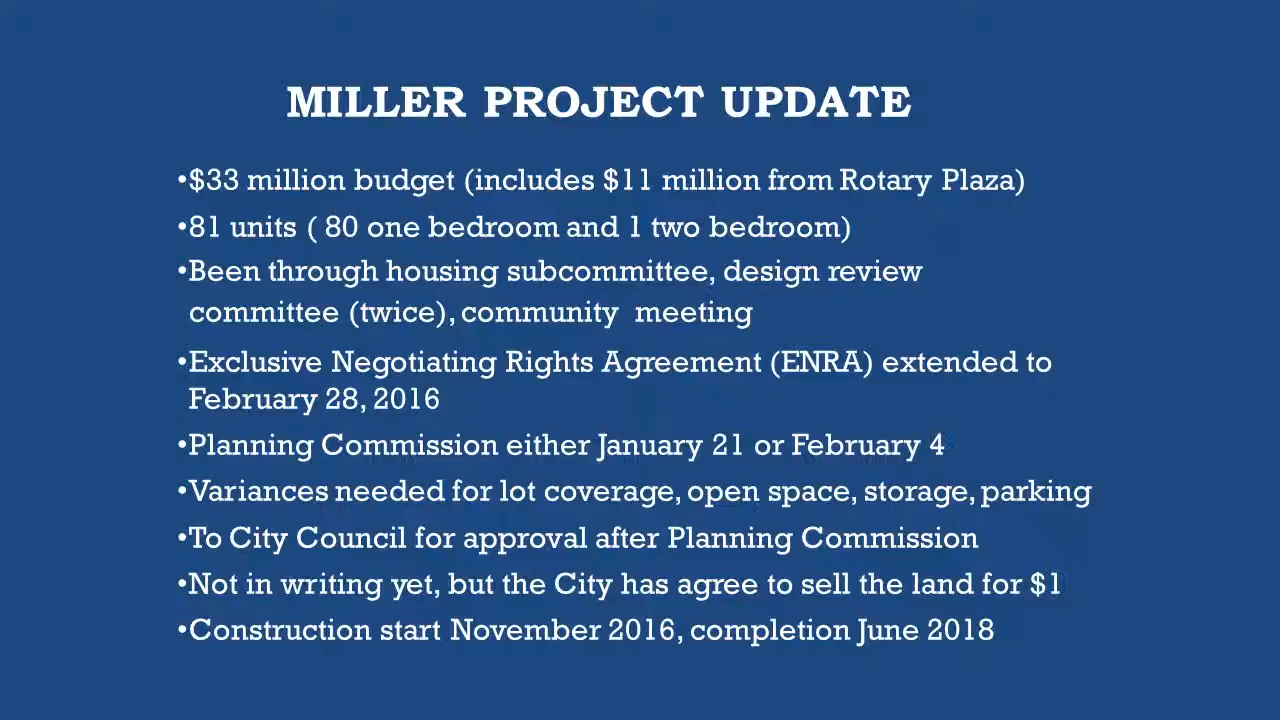 MILLER PROJECT UPDATE
•$33 million budget (includes $11 million from Rotary Plaza)
•81 units ( 80 one bedroom and 1 two bedroom)
•Been through housing subcommittee, design review
committee (twice), community meeting
•Exclusive Negotiating Rights Agreement (ENRA) extended to
February 28, 2016
•Planning Commission either January 21 or February 4
•Variances needed for lot coverage, open space, storage, parking
•To City Council for approval after Planning Commission
•Not in writing yet, but the City has agree to sell the land for $1
•Construction start November 2016, completion June 2018